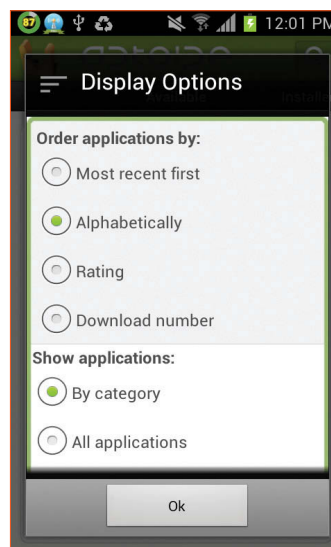 87
12:01 PM
Display Options
Order applications by:
Most recent first
Alphabetically
Rating
Download number
Show applications:
By category
All applications
Ok